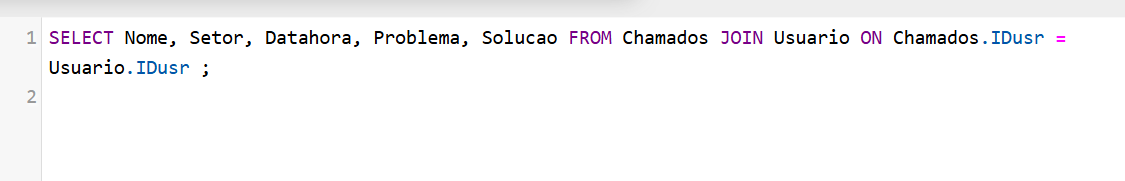 1 SELECT Nome, Setor, Datahora, Problema, Solucao FROM Chamados JOIN Usuario ON Chamados.IDusr =
Usuario.IDusr ;
2